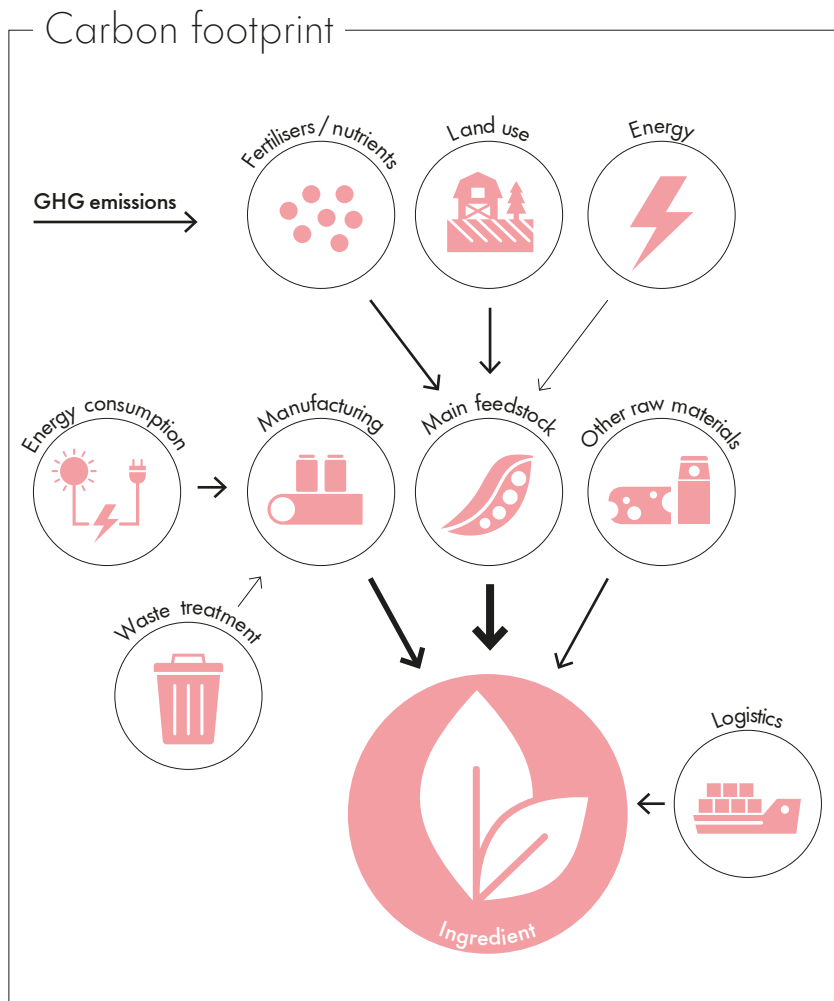 Carbon footprint
Fertilisers / nutrients
Land use
Energy
GHG emissions
Energy consumption
Manufacturing
Main feedstock
Other raw materials
Waste treatment
Logistics
Ingredient